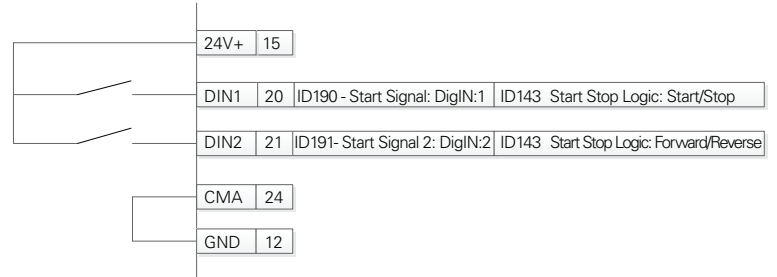 24V+ 15
DIN1 20 ID190 - Start Signal: DigIN:1 ID143 Start Stop Logic: Start/Stop
DIN2 21 ID191- Start Signal 2: DigIN:2 ID143 Start Stop Logic: Forward/Reverse
CMA 24
GND 12